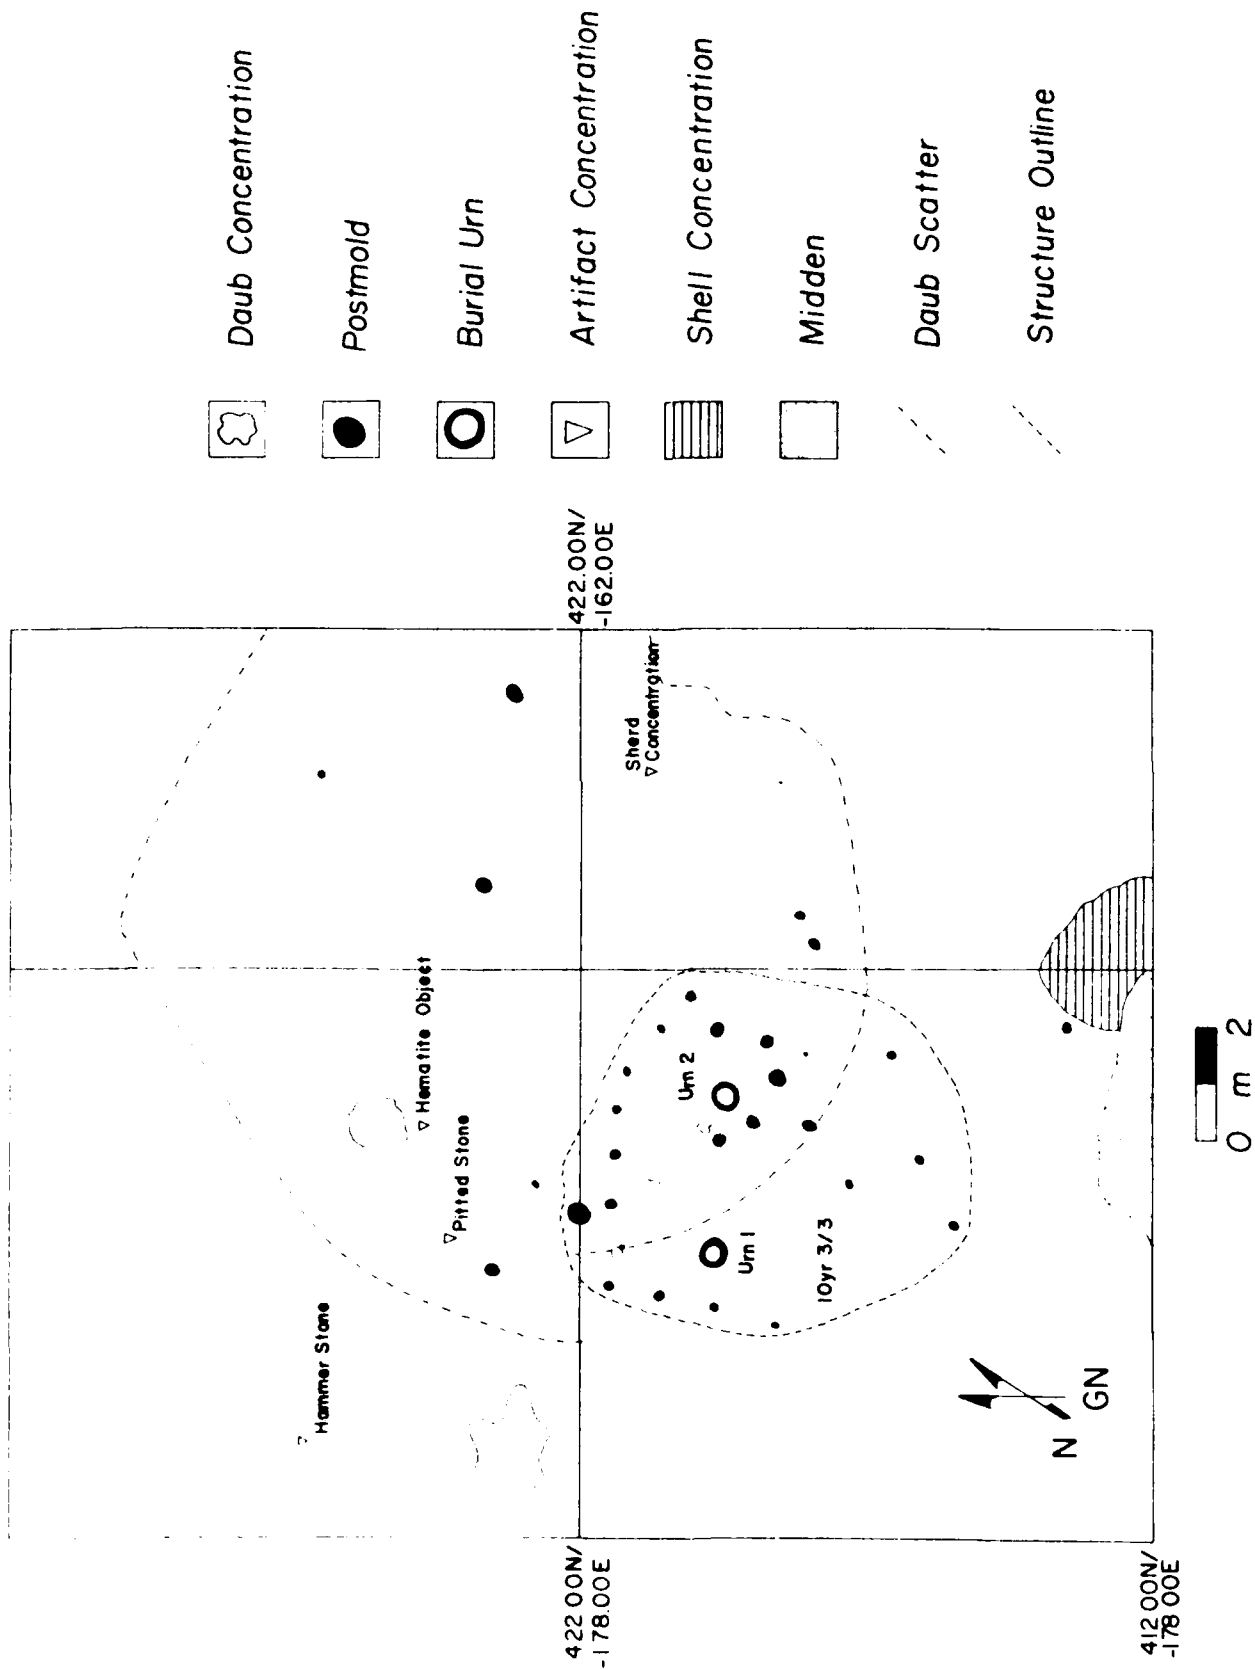 Daub Concentration
Postmold
Burial Urn
Artifact Concentration
Shell Concentration
Midden
Daub Scatter
Structure Outline
422.00N/
-162.00E
Sherd
Concentration
Hematite Object
Pitted Stone
Hammer Stone
Urn 2
Urn 1
10yr 3/3
N
GN
0 m 2
422 00N/
-178.00E
412 00N/
-178 00E